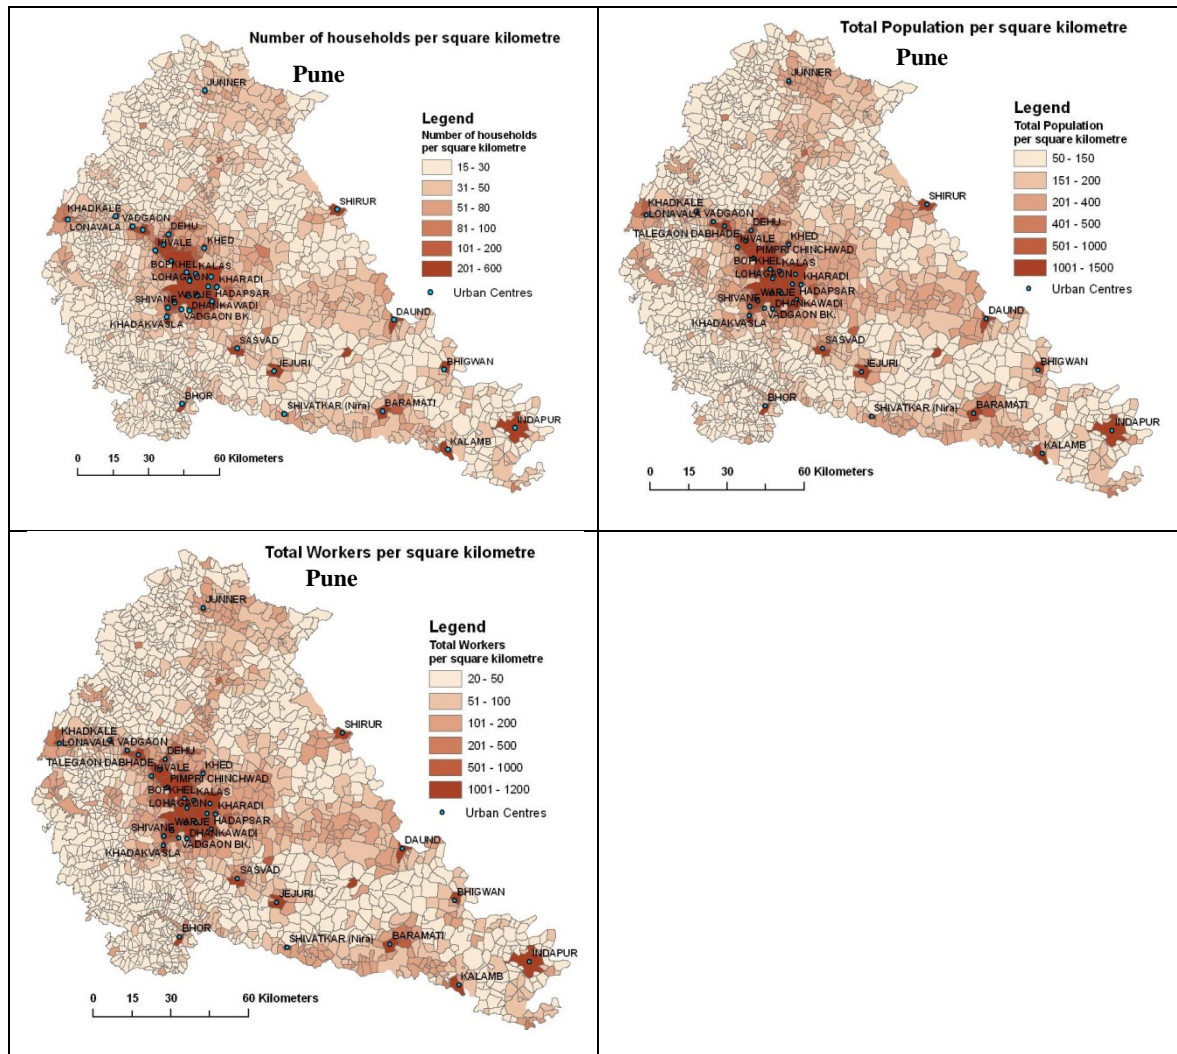 Number of households per square kilometre
Pune
JUNNER
Legend
Number of households
per square kilometre
15 - 30
31 - 50
51 - 80
81 - 100
101 - 200
201 - 600
Urban Centres
SHIRUR
KHADKALE
VADGAON
LONAVALA
DEHU
KHED
KALAS
LOHAGAON
KHARADI
SHIVANE
WARJE
HADAPSAR
DHANKAWADI
VADGAON BK.
KHADAKVASLA
DAUND
SASVAD
JEJURI
BHIGWAN
BHOR
SHIVATKAR (Nira)
BARAMATI
INDAPUR
KALAMB
0 15 30 60 Kilometers
Total Population per square kilometre
Pune
JUNNER
Legend
Total Population
per square kilometre
50 - 150
151 - 200
201 - 400
401 - 500
501 - 1000
1001 - 1500
Urban Centres
SHIRUR
KHADKALE
LONAVALA VADGAON
DEHU
TALEGAON DABHADE
KHED
PIMPRI CHINCHWAD
KALAS
LOHAGAON
KHARADI
SHIVANE
WARJE
HADAPSAR
DHANKAWADI
VADGAON BK.
KHADAKVASLA
DAUND
SASVAD
JEJURI
BHIGWAN
BHOR
SHIVATKAR (Nira)
BARAMATI
INDAPUR
KALAMB
0 15 30 60 Kilometers
Total Workers per square kilometre
Pune
JUNNER
Legend
Total Workers
per square kilometre
20 - 50
51 - 100
101 - 200
201 - 500
501 - 1000
1001 - 1200
Urban Centres
SHIRUR
KHADKALE
LONAVALA VADGAON
DEHU
TALEGAON DABHADE
KHED
PIMPRI CHINCHWAD
KALAS
LOHAGAON
KHARADI
SHIVANE
WARJE
HADAPSAR
DHANKAWADI
VADGAON BK.
KHADAKVASLA
DAUND
SASVAD
JEJURI
BHIGWAN
BHOR
SHIVATKAR (Nira)
BARAMATI
INDAPUR
KALAMB
0 15 30 60 Kilometers